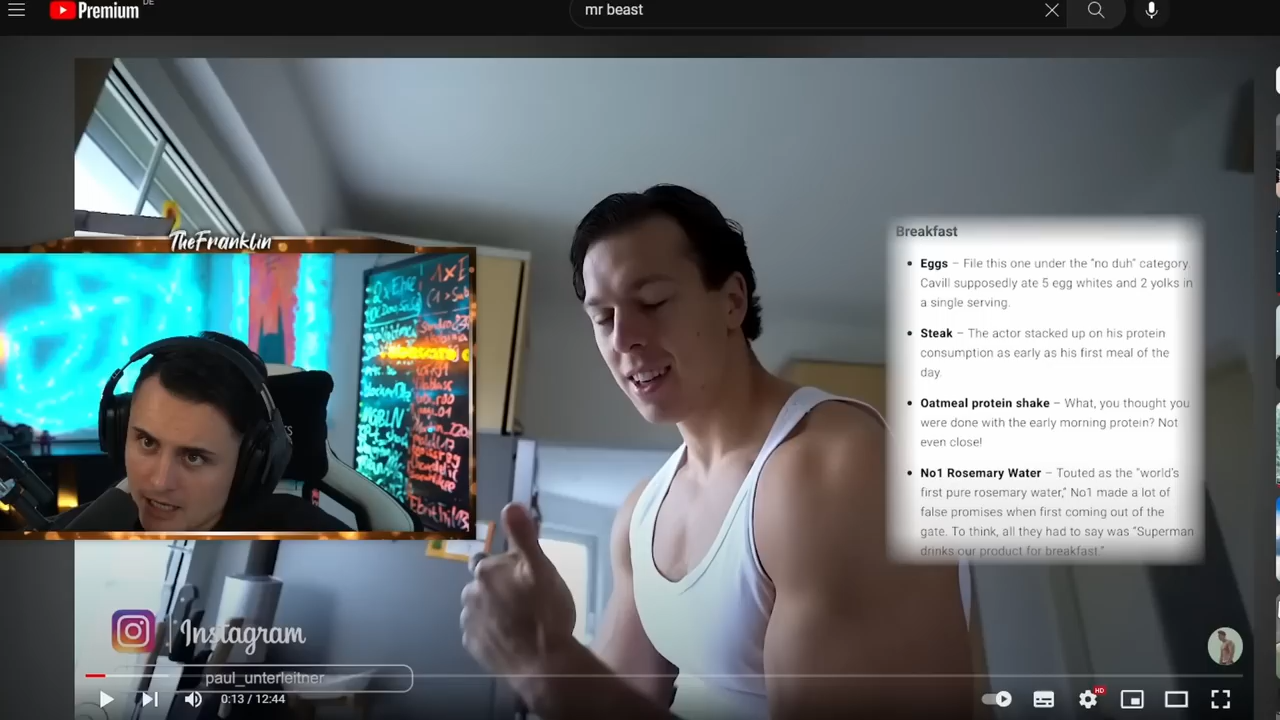 Premium
DE
mr beast
TheFranklin
Breakfast
• Eggs – File this one under the "no duh" category.
Cavill supposedly ate 5 egg whites and 2 yolks in
a single serving.
• Steak – The actor stacked up on his protein
consumption as early as his first meal of the
day.
• Oatmeal protein shake – What, you thought you
were done with the early morning protein? Not
even close!
• No1 Rosemary Water – Touted as the "world's
first pure rosemary water," No1 made a lot of
false promises when first coming out of the
gate. To think, all they had to say was "Superman
drinks our product for breakfast."
Instagram
paul_unterleitner
0:13 / 12:44
HD